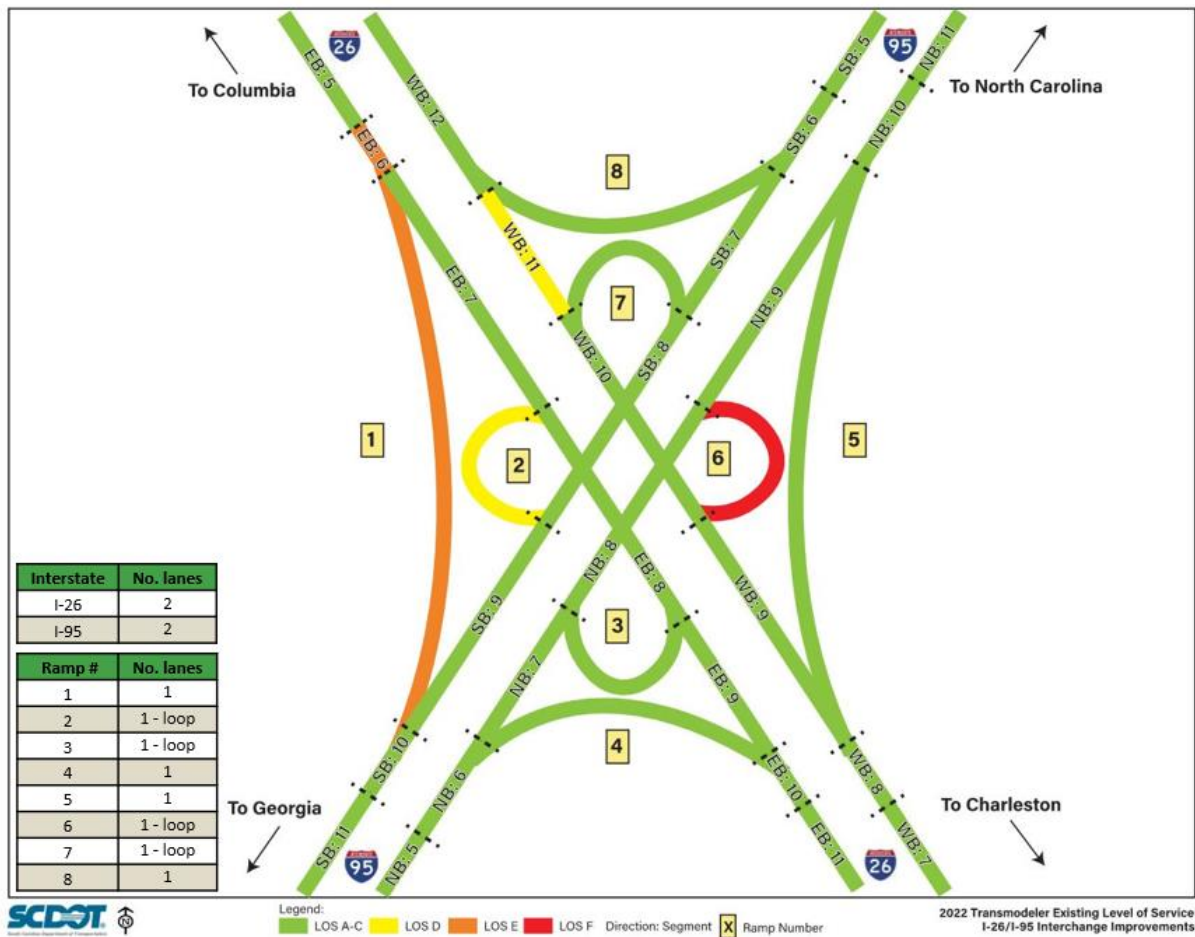 26
95
To Columbia
To North Carolina
EB: 5
WB: 12
SB: 5
NB: 11
EB: 6
SB: 6
NB: 10
8
WB: 11
SB: 7
EB: 7
7
NB: 9
WB: 10
SB: 8
1
2
6
5
NB: 8
EB: 8
SB: 9
WB: 9
3
NB: 7
EB: 9
4
SB: 10
NB: 6
EB: 10
WB: 8
To Georgia
To Charleston
SB: 11
NB: 5
EB: 11
WB: 7
95
26
Interstate No. lanes
I-26 2
I-95 2
Ramp # No. lanes
1 1
2 1 - loop
3 1 - loop
4 1
5 1
6 1 - loop
7 1 - loop
8 1
SCDOT
N
Legend:
LOS A-C LOS D LOS E LOS F Direction: Segment X Ramp Number
2022 Transmodeler Existing Level of Service
I-26/I-95 Interchange Improvements